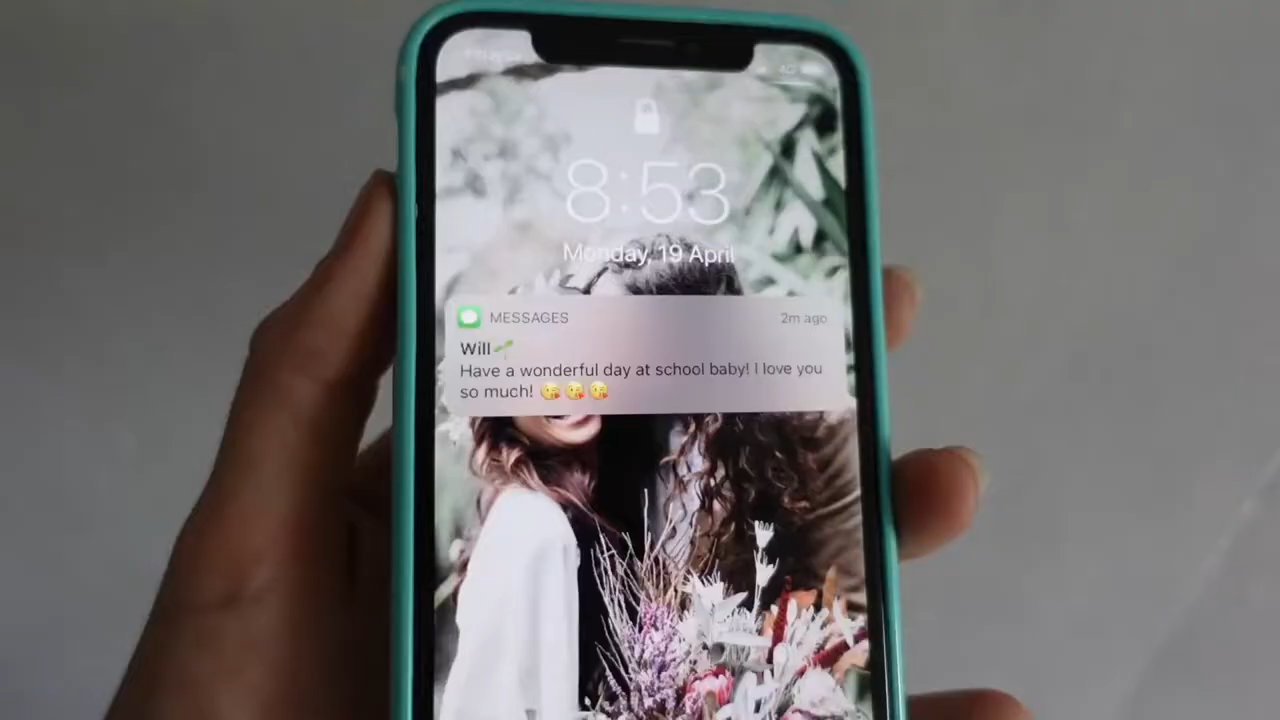 4G
8:53
Monday, 19 April
MESSAGES 2m ago
Will🌱
Have a wonderful day at school baby! I love you
so much! 😘😘😘